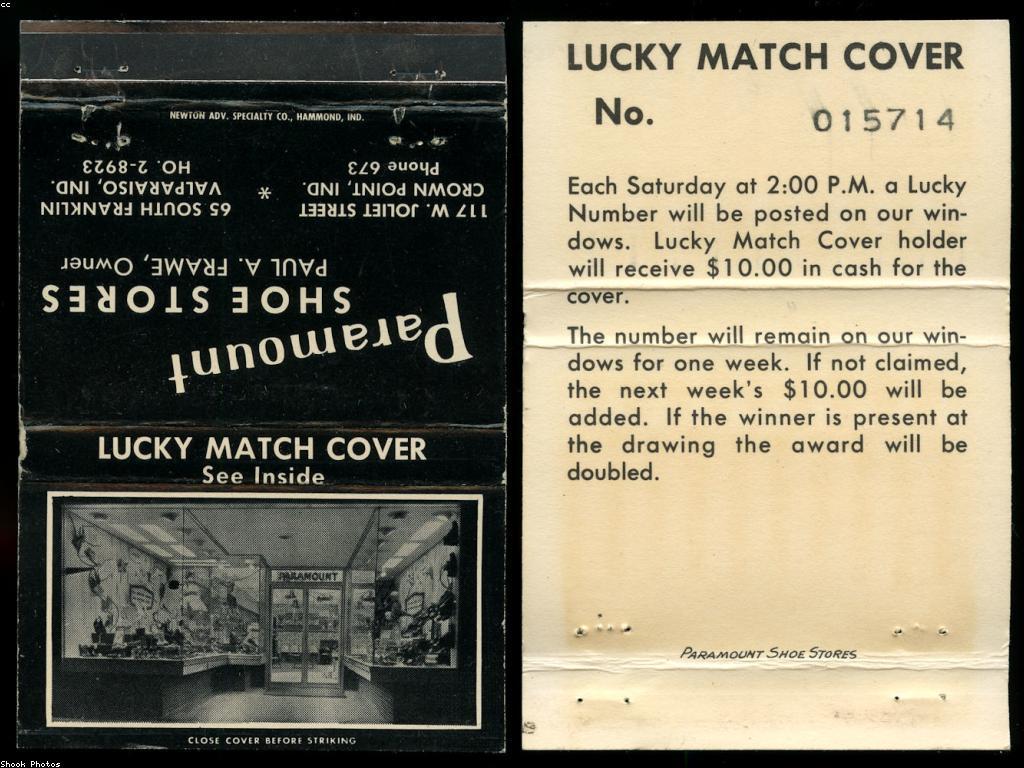 cc
NEWTON ADV. SPECIALTY CO., HAMMOND, IND.
Paramount
SHOE STORES
PAUL A. FRAME, Owner
117 W. JOLIET STREET
CROWN POINT, IND.
Phone 673
*
65 SOUTH FRANKLIN
VALPARAISO, IND.
HO. 2-8923
LUCKY MATCH COVER
See Inside
PARAMOUNT
CLOSE COVER BEFORE STRIKING
LUCKY MATCH COVER
No. 015714
Each Saturday at 2:00 P.M. a Lucky
Number will be posted on our win-
dows. Lucky Match Cover holder
will receive $10.00 in cash for the
cover.
The number will remain on our win-
dows for one week. If not claimed,
the next week's $10.00 will be
added. If the winner is present at
the drawing the award will be
doubled.
PARAMOUNT SHOE STORES
Shook Photos